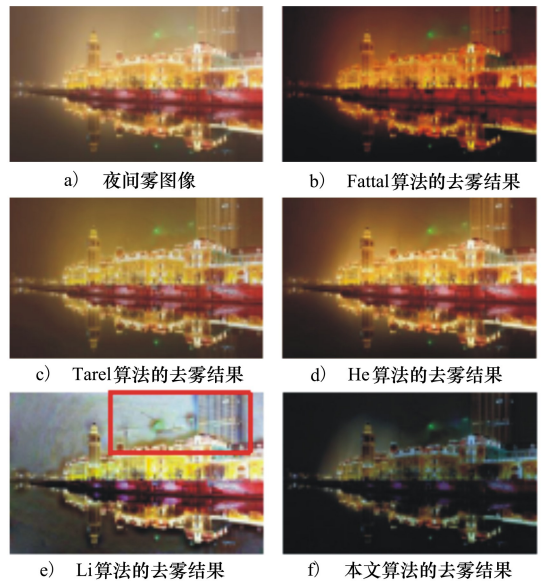 a) 夜间雾图像
b) Fattal算法的去雾结果
c) Tarel算法的去雾结果
d) He算法的去雾结果
e) Li算法的去雾结果
f) 本文算法的去雾结果